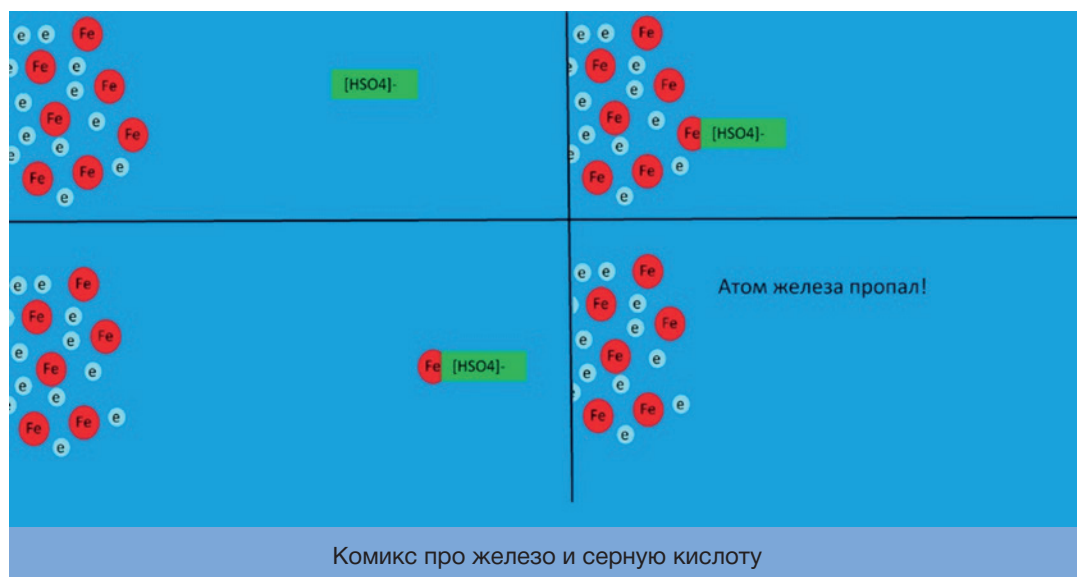 e e Fe
e Fe e
e Fe [HSO4]-
e
Fe e
e Fe
e e
Fe Fe e
e
e e Fe
e Fe e
e Fe
e
Fe e
e Fe [HSO4]-
e e
Fe Fe e
e
e e Fe
Fe e
e Fe
e
Fe e Fe [HSO4]-
e
e
Fe Fe e
e
e e Fe
Атом железа пропал!
Fe e
e Fe
e
Fe e
e
e
Fe Fe e
e
Комикс про железо и серную кислоту